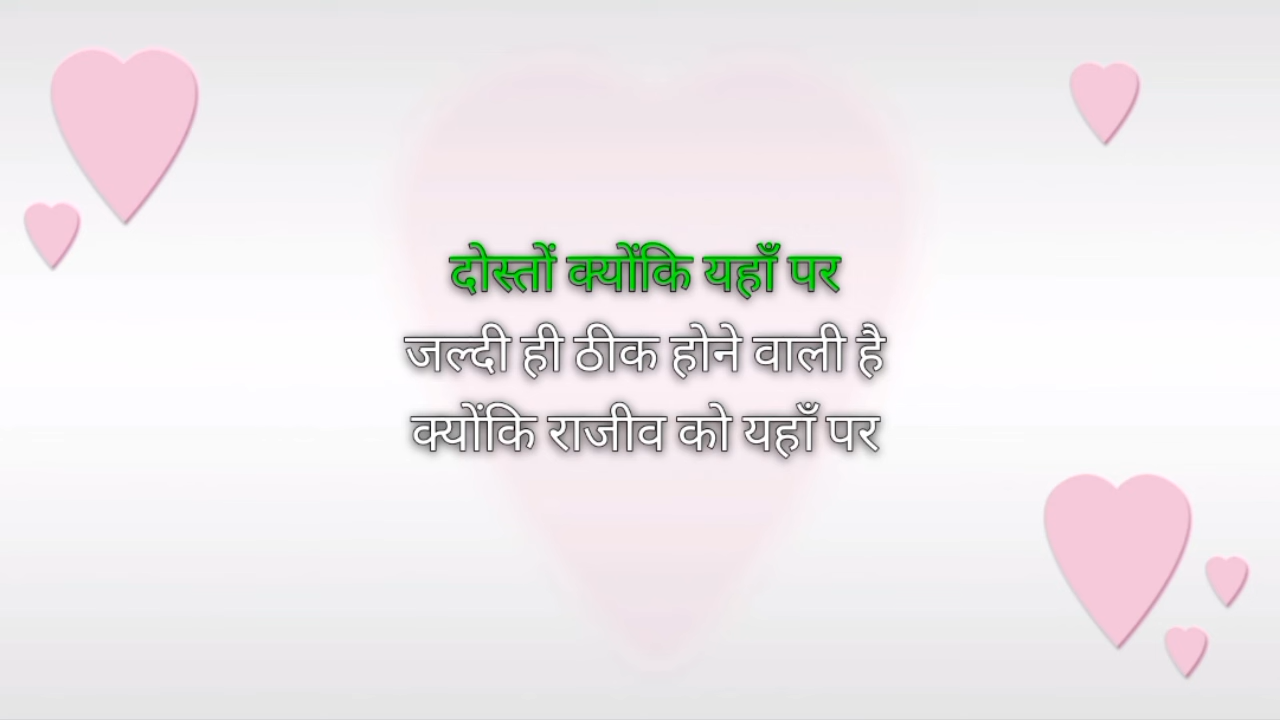 दोस्तों क्योंकि यहाँ पर
जल्दी ही ठीक होने वाली है
क्योंकि राजीव को यहाँ पर